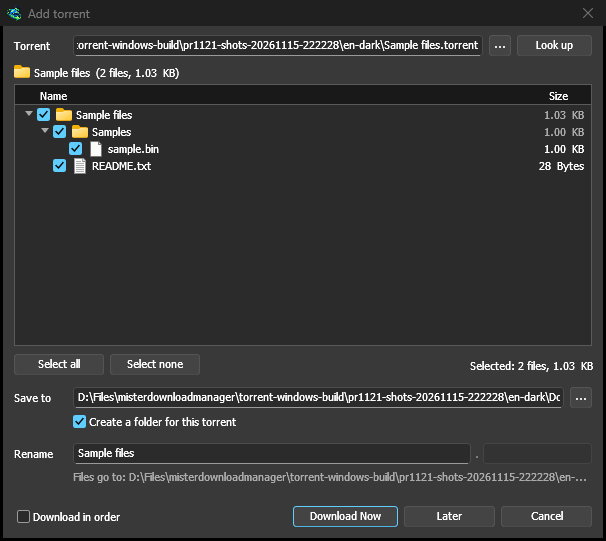 Add torrent
Torrent :orrent-windows-build\pr1121-shots-20261115-222228\en-dark\Sample files.torrent ... Look up
Sample files (2 files, 1.03 KB)
Name Size
Sample files 1.03 KB
Samples 1.00 KB
sample.bin 1.00 KB
README.txt 28 Bytes
Select all Select none Selected: 2 files, 1.03 KB
Save to D:\Files\misterdownloadmanager\torrent-windows-build\pr1121-shots-20261115-222228\en-dark\Dc ...
Create a folder for this torrent
Rename Sample files .
Files go to: D:\Files\misterdownloadmanager\torrent-windows-build\pr1121-shots-20261115-222228\en-...
Download in order Download Now Later Cancel